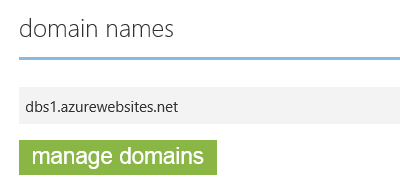 domain names
dbs1.azurewebsites.net
manage domains